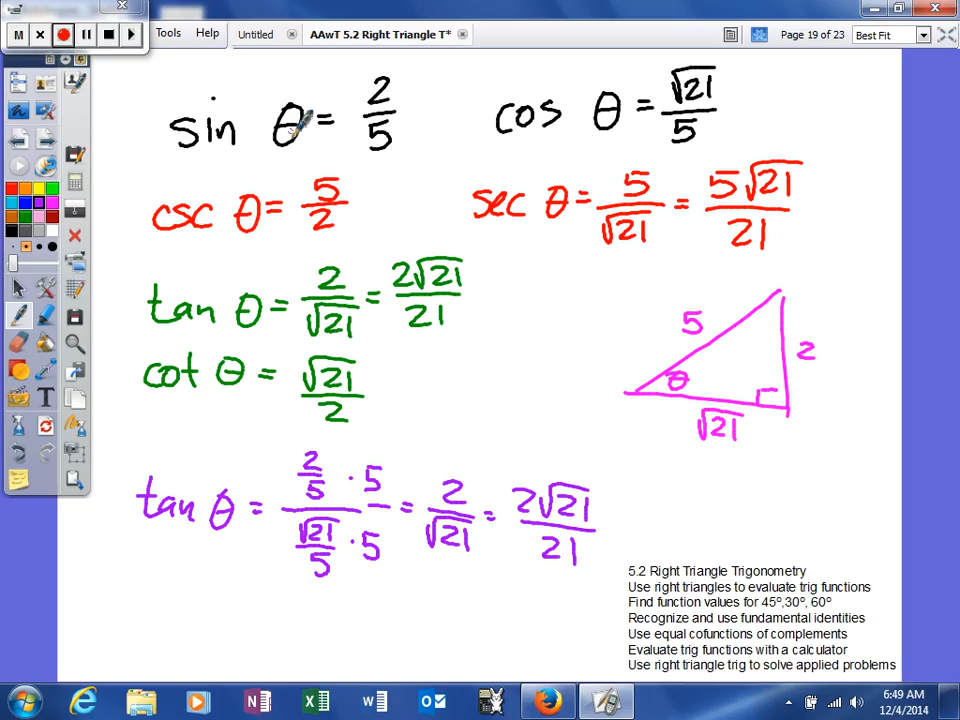 M
Tools Help Untitled AAwT 5.2 Right Triangle T* Page 19 of 23 Best Fit
sin θ = 2/5
cos θ = √21/5
csc θ = 5/2
sec θ = 5/√21 = 5√21/21
tan θ = 2/√21 = 2√21/21
cot θ = √21/2
5
2
θ
√21
tan θ = (2/5 · 5)/(√21/5 · 5) = 2/√21 = 2√21/21
5.2 Right Triangle Trigonometry
Use right triangles to evaluate trig functions
Find function values for 45°,30°, 60°
Recognize and use fundamental identities
Use equal cofunctions of complements
Evaluate trig functions with a calculator
Use right triangle trig to solve applied problems
6:49 AM
12/4/2014